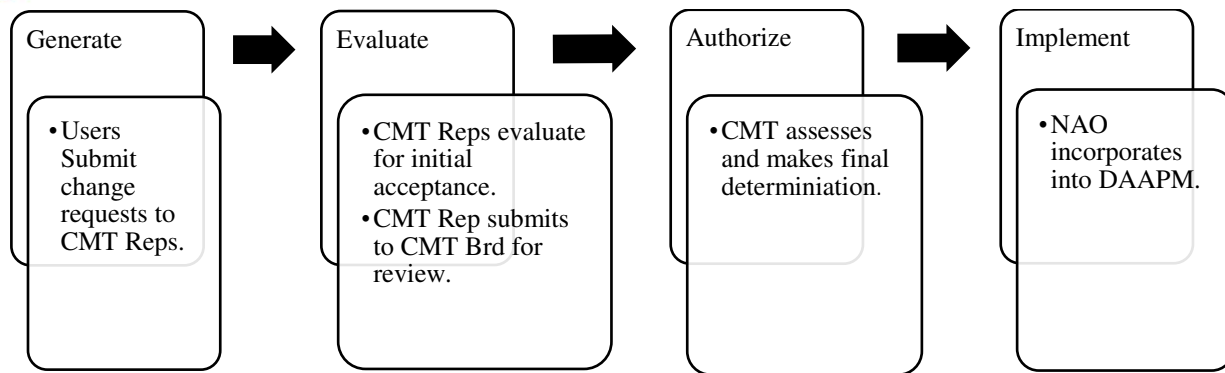 Generate
•Users
Submit
change
requests to
CMT Reps.
Evaluate
•CMT Reps evaluate
for initial
acceptance.
•CMT Rep submits
to CMT Brd for
review.
Authorize
•CMT assesses
and makes final
determiniation.
Implement
•NAO
incorporates
into DAAPM.